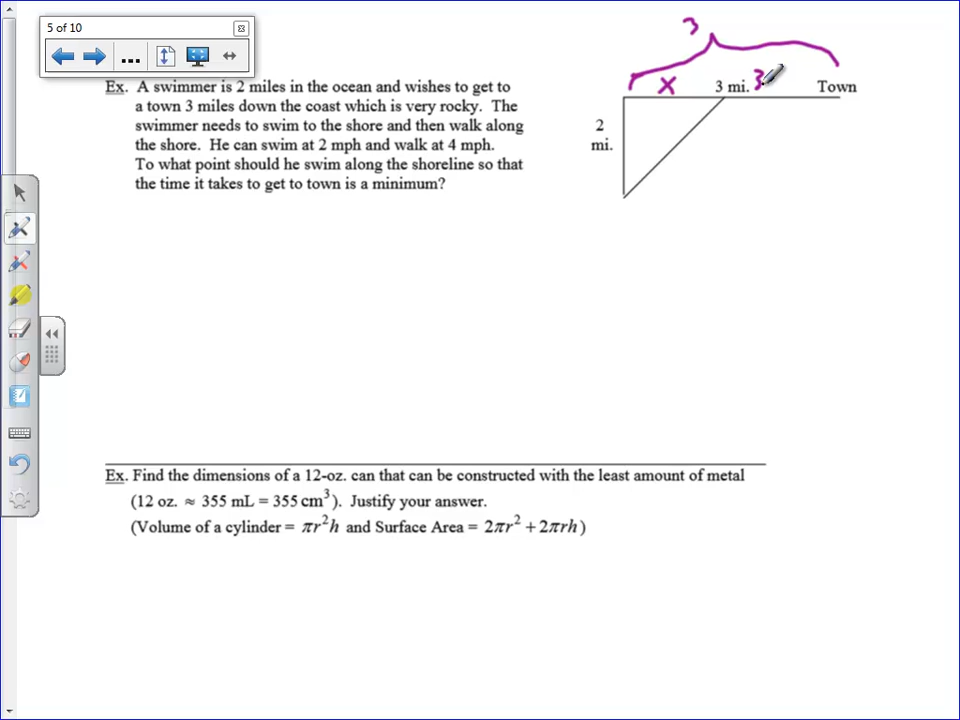 5 of 10
3
Ex. A swimmer is 2 miles in the ocean and wishes to get to
a town 3 miles down the coast which is very rocky. The
swimmer needs to swim to the shore and then walk along
the shore. He can swim at 2 mph and walk at 4 mph.
To what point should he swim along the shoreline so that
the time it takes to get to town is a minimum?
x 3 mi. 3 Town
2
mi.
Ex. Find the dimensions of a 12-oz. can that can be constructed with the least amount of metal
(12 oz. ≈ 355 mL = 355 cm³). Justify your answer.
(Volume of a cylinder = πr²h and Surface Area = 2πr² + 2πrh)